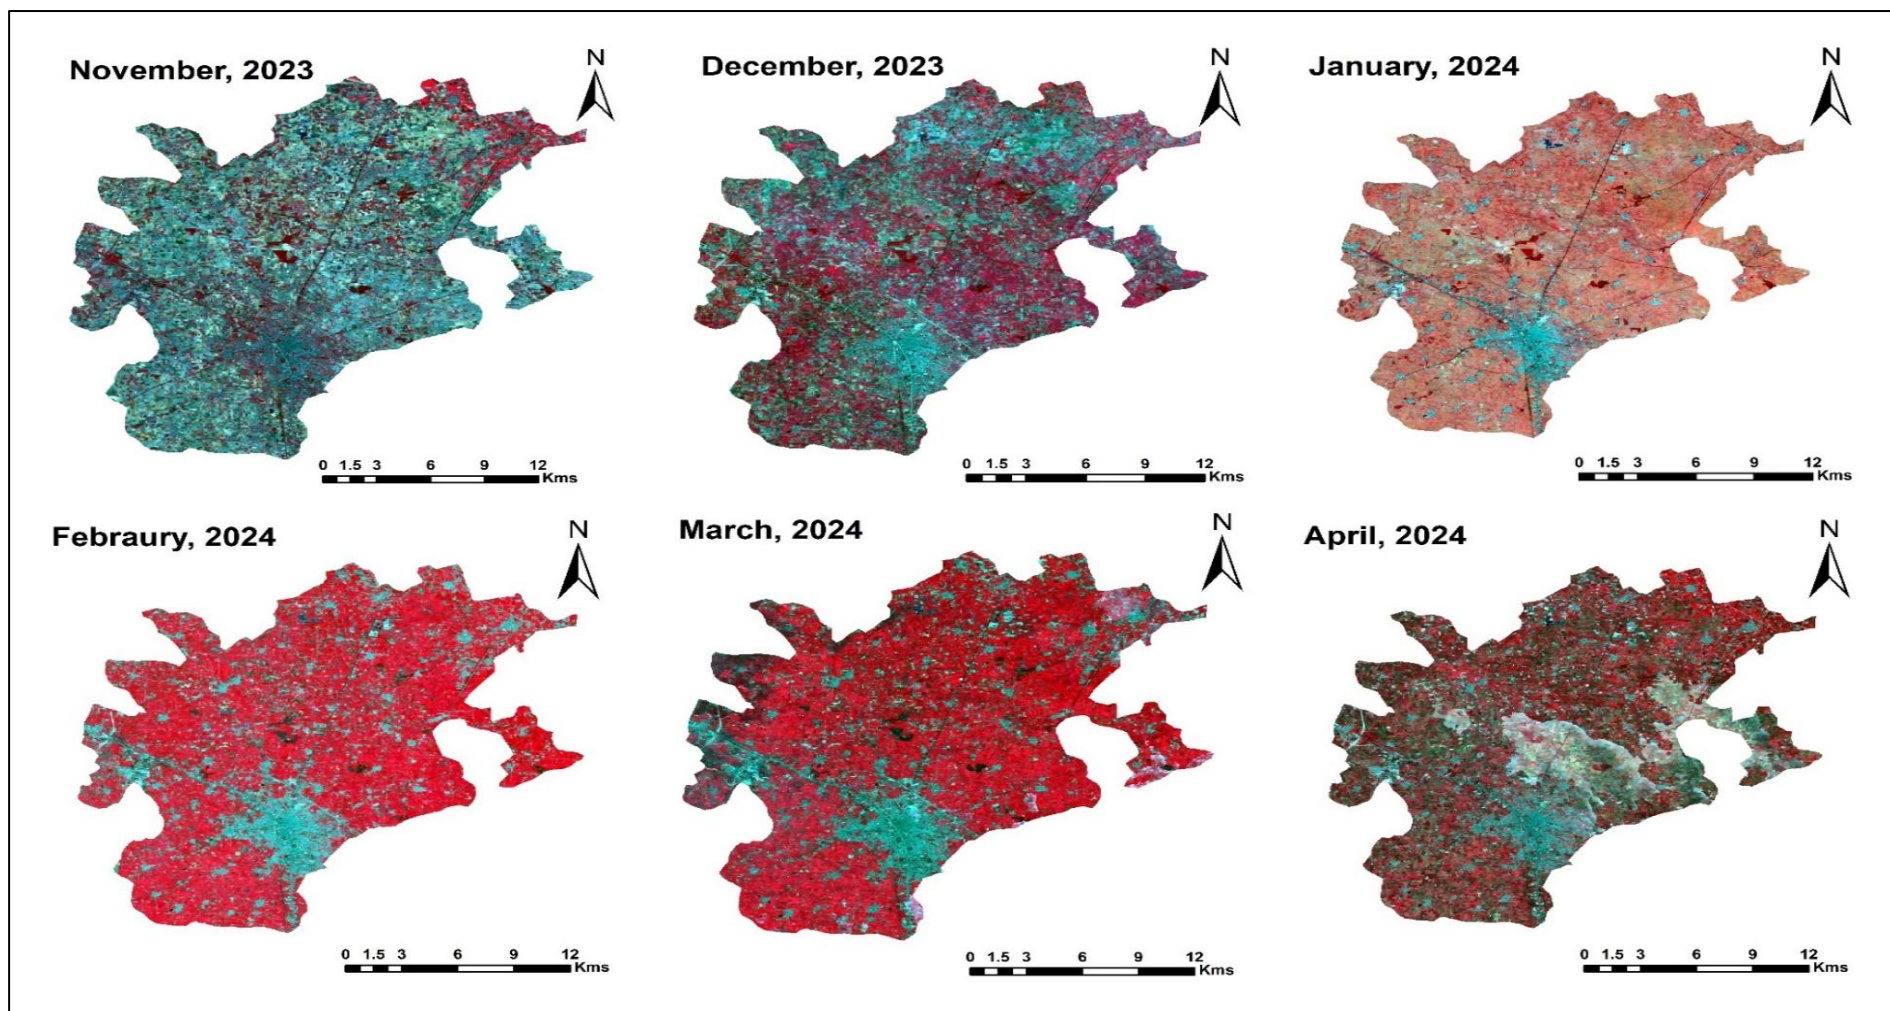 November, 2023
N
0 1.5 3 6 9 12
Kms
December, 2023
N
0 1.5 3 6 9 12
Kms
January, 2024
N
0 1.5 3 6 9 12
Kms
Febraury, 2024
N
0 1.5 3 6 9 12
Kms
March, 2024
N
0 1.5 3 6 9 12
Kms
April, 2024
N
0 1.5 3 6 9 12
Kms